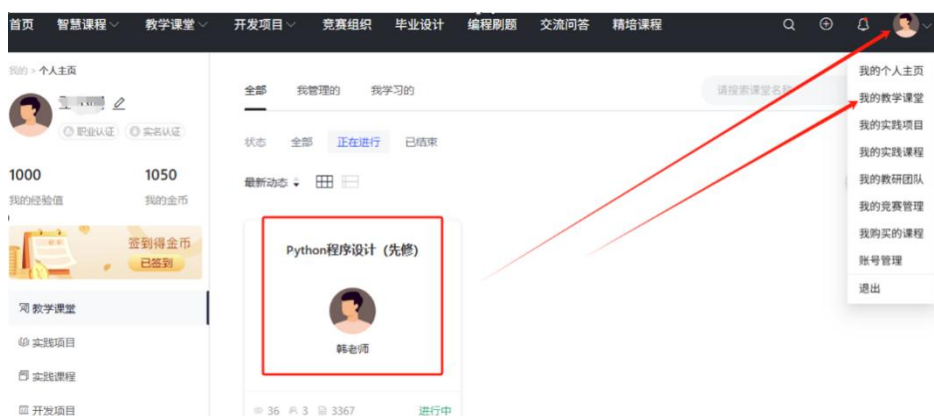 首页 智慧课程 教学课堂 开发项目 竞赛组织 毕业设计 编程刷题 交流问答 精培课程
我的 > 个人主页
职业认证 实名认证
1000 1050
我的经验值 我的金币
签到得金币
已签到
教学课堂
实践项目
实践课程
开发项目
全部 我管理的 我学习的
请搜索课堂名称
状态 全部 正在进行 已结束
最新动态
Python程序设计（先修）
韩老师
36 3 3367 进行中
我的个人主页
我的教学课堂
我的实践项目
我的实践课程
我的教研团队
我的竞赛管理
我购买的课程
账号管理
退出